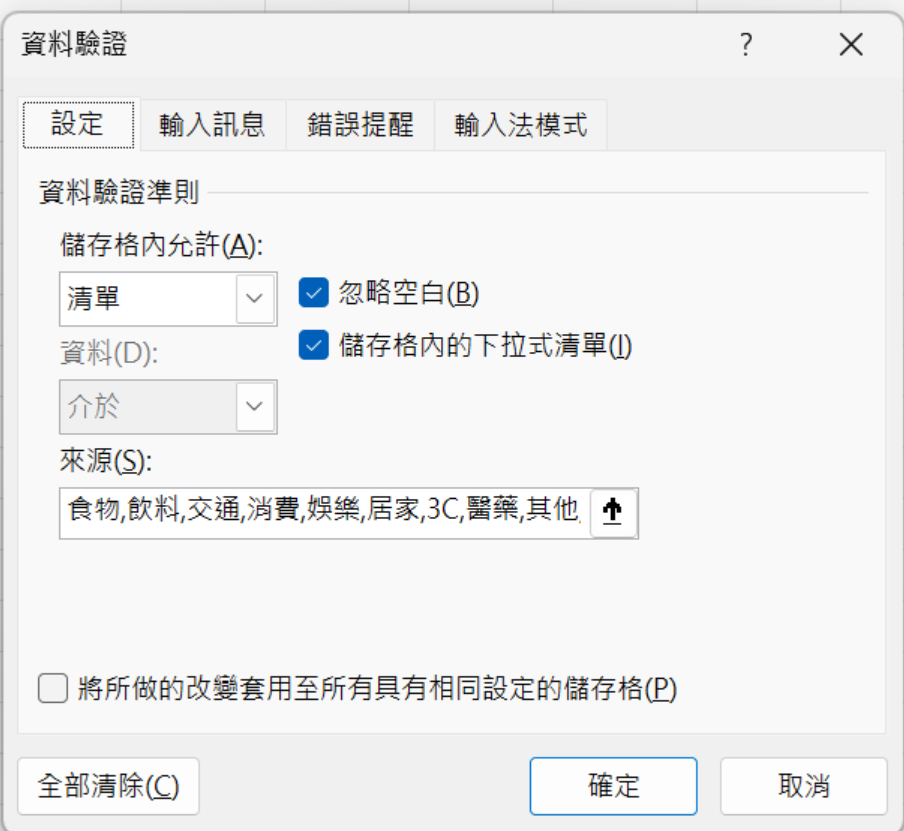 資料驗證 ?
設定 輸入訊息 錯誤提醒 輸入法模式
資料驗證準則
儲存格內允許(A):
清單 忽略空白(B)
資料(D): 儲存格內的下拉式清單(I)
介於
來源(S):
食物,飲料,交通,消費,娛樂,居家,3C,醫藥,其他,
將所做的改變套用至所有具有相同設定的儲存格(P)
全部清除(C) 確定 取消